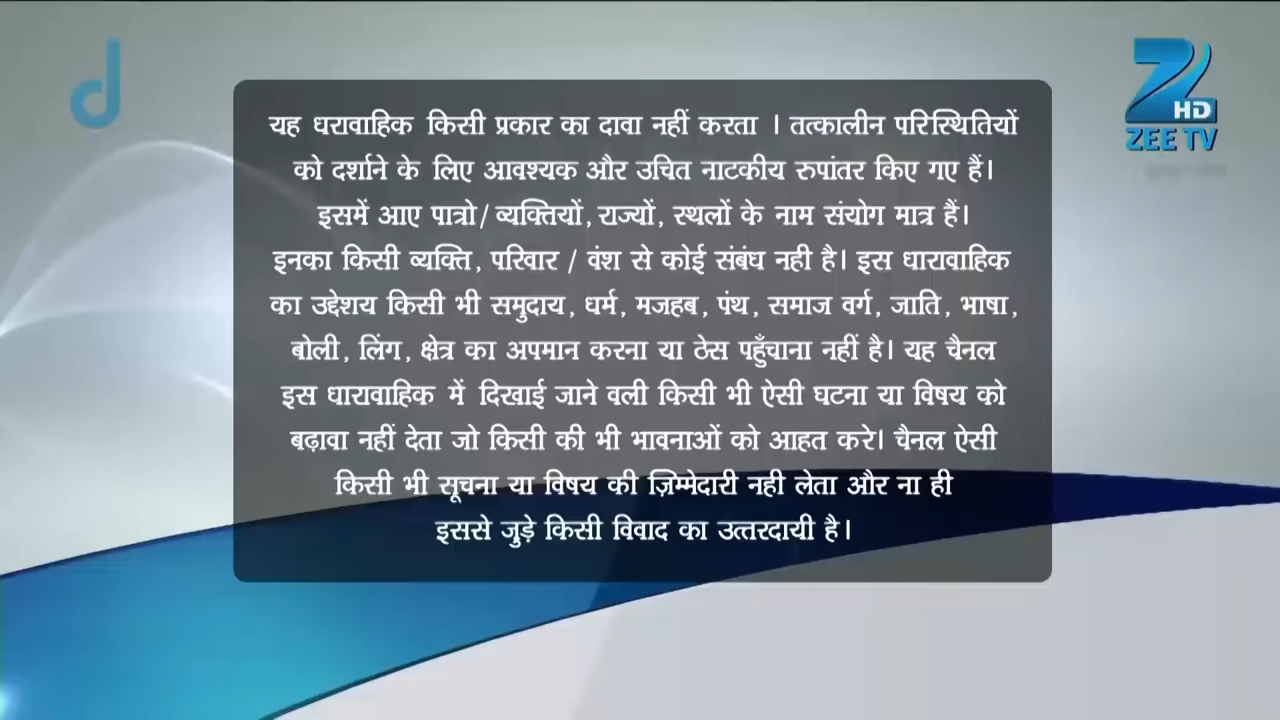 यह धरावाहिक किसी प्रकार का दावा नहीं करता । तत्कालीन परिस्थितियों
को दर्शाने के लिए आवश्यक और उचित नाटकीय रुपांतर किए गए हैं।
इसमें आए पात्रो/व्यक्तियों, राज्यों, स्थलों के नाम संयोग मात्र हैं।
इनका किसी व्यक्ति, परिवार / वंश से कोई संबंघ नही है। इस धारावाहिक
का उद्देशय किसी भी समुदाय, धर्म, मजहब, पंथ, समाज वर्ग, जाति, भाषा,
बोली, लिंग, क्षेत्र का अपमान करना या ठेस पहुँचाना नहीं है। यह चैनल
इस धारावाहिक में दिखाई जाने वली किसी भी ऐसी घटना या विषय को
बढ़ावा नहीं देता जो किसी की भी भावनाओं को आहत करे। चैनल ऐसी
किसी भी सूचना या विषय की ज़िम्मेदारी नही लेता और ना ही
इससे जुड़े किसी विवाद का उत्तरदायी है।
d
Z HD
ZEE TV